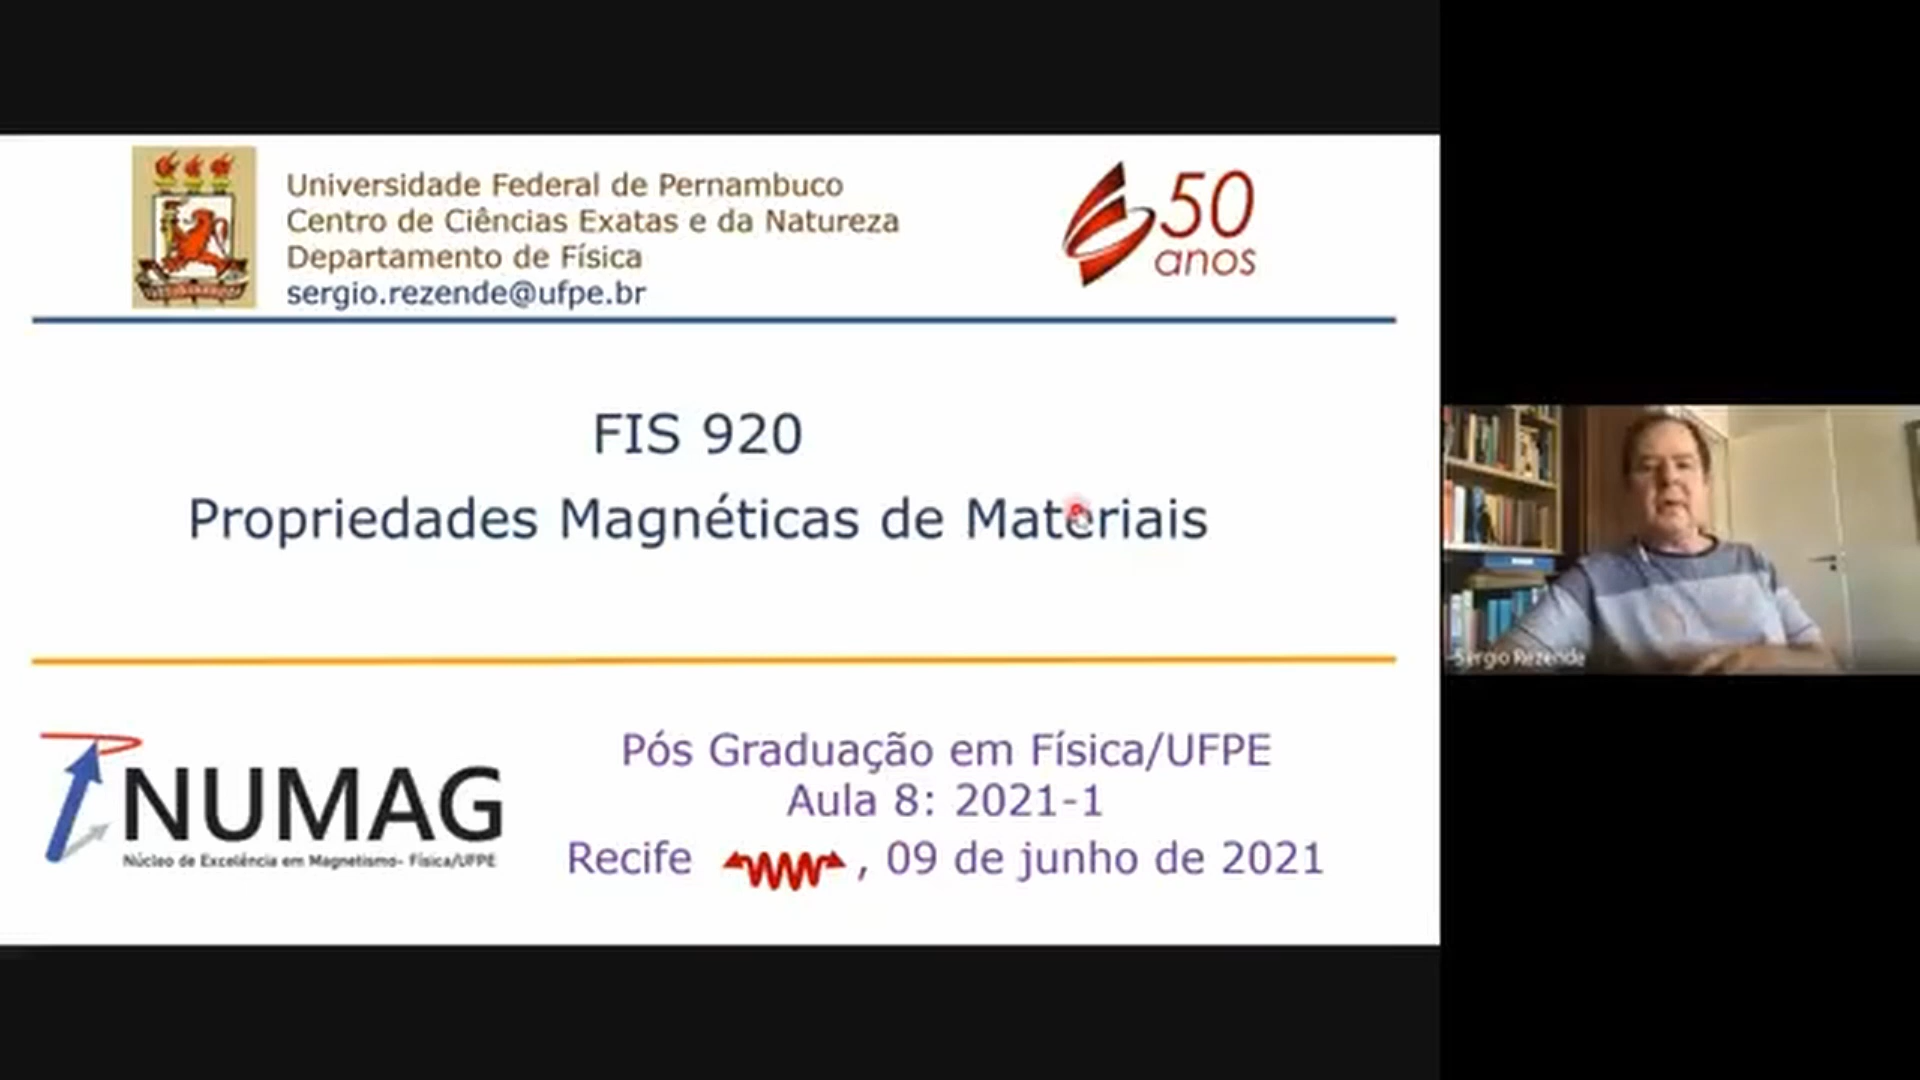 Universidade Federal de Pernambuco
Centro de Ciências Exatas e da Natureza
Departamento de Física
sergio.rezende@ufpe.br
50
anos
FIS 920
Propriedades Magnéticas de Materiais
NUMAG
Núcleo de Excelência em Magnetismo- Física/UFPE
Pós Graduação em Física/UFPE
Aula 8: 2021-1
Recife , 09 de junho de 2021
Sergio Rezende